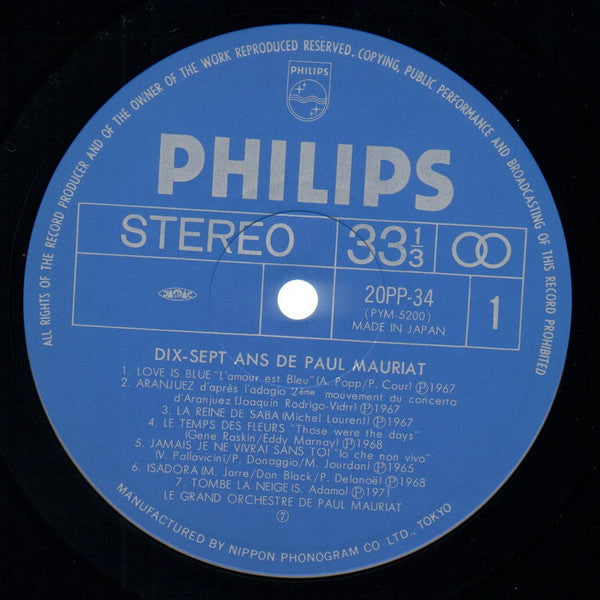 ALL RIGHTS OF THE RECORD PRODUCER AND OF THE OWNER OF THE WORK REPRODUCED RESERVED. COPYING, PUBLIC PERFORMANCE AND BROADCASTING OF THIS RECORD PROHIBITED
PHILIPS
PHILIPS
STEREO 33 1/3
JASRAC 20PP-34 1
(PYM-5200)
MADE IN JAPAN
DIX-SEPT ANS DE PAUL MAURIAT
1. LOVE IS BLUE "L'amour est Bleu" (A. Popp/P. Cour) ℗1967
2. ARANJUEZ d'après l'adagio 2ème mouvement du concerto
d'Aranjuez (Joaquin Rodrigo-Vidrr) ℗1967
3. LA REINE DE SABA (Michel Laurent) ℗1967
4. LE TEMPS DES FLEURS "Those were the days"
(Gene Raskin/Eddy Marnay) ℗1968
5. JAMAIS JE NE VIVRAI SANS TOI "Io che non vivo"
(V. Pallavicini/P. Donaggio/M. Jourdan) ℗1965
6. ISADORA (M. Jarre/Don Black/P. Delanoë) ℗1968
7. TOMBE LA NEIGE (S. Adamo) ℗1971
LE GRAND ORCHESTRE DE PAUL MAURIAT
⑦
MANUFACTURED BY NIPPON PHONOGRAM CO. LTD., TOKYO